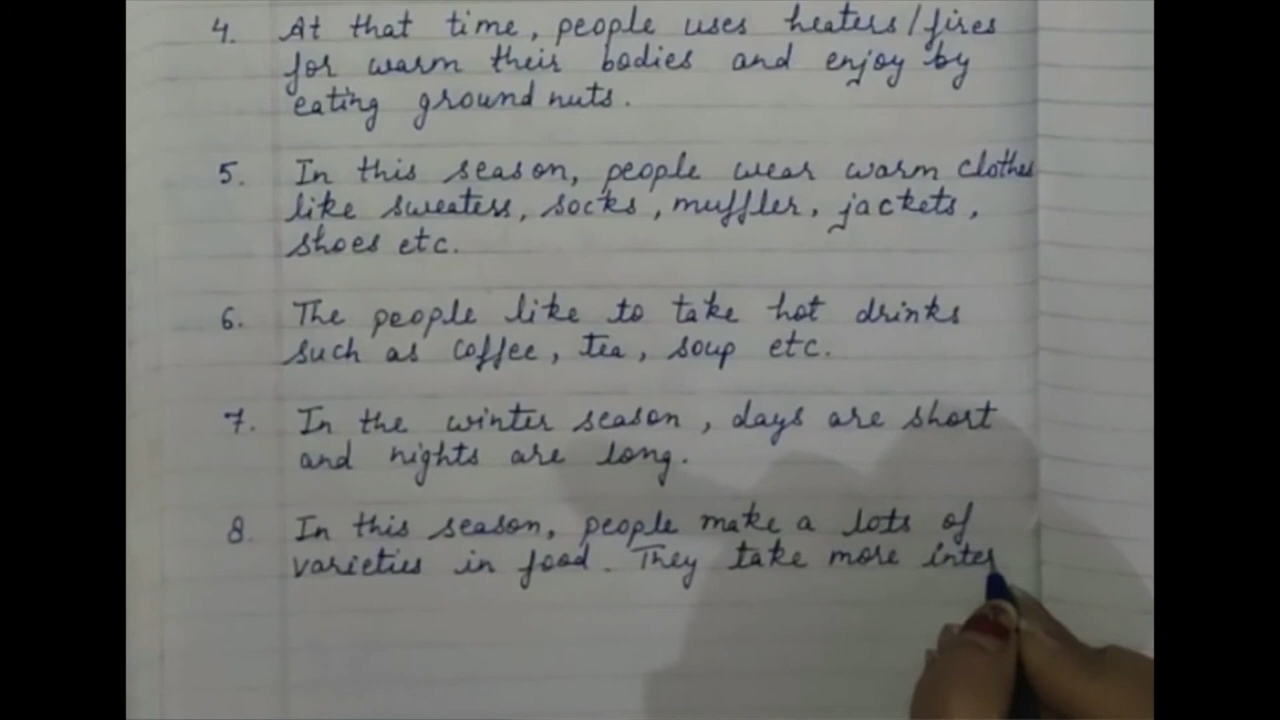 4. At that time, people uses heaters/fires
for warm their bodies and enjoy by
eating groundnuts.
5. In this season, people wear warm clothes
like sweaters, socks, muffler, jackets,
shoes etc.
6. The people like to take hot drinks
such as coffee, tea, soup etc.
7. In the winter season, days are short
and nights are long.
8. In this season, people make a lots of
varieties in food. They take more inter